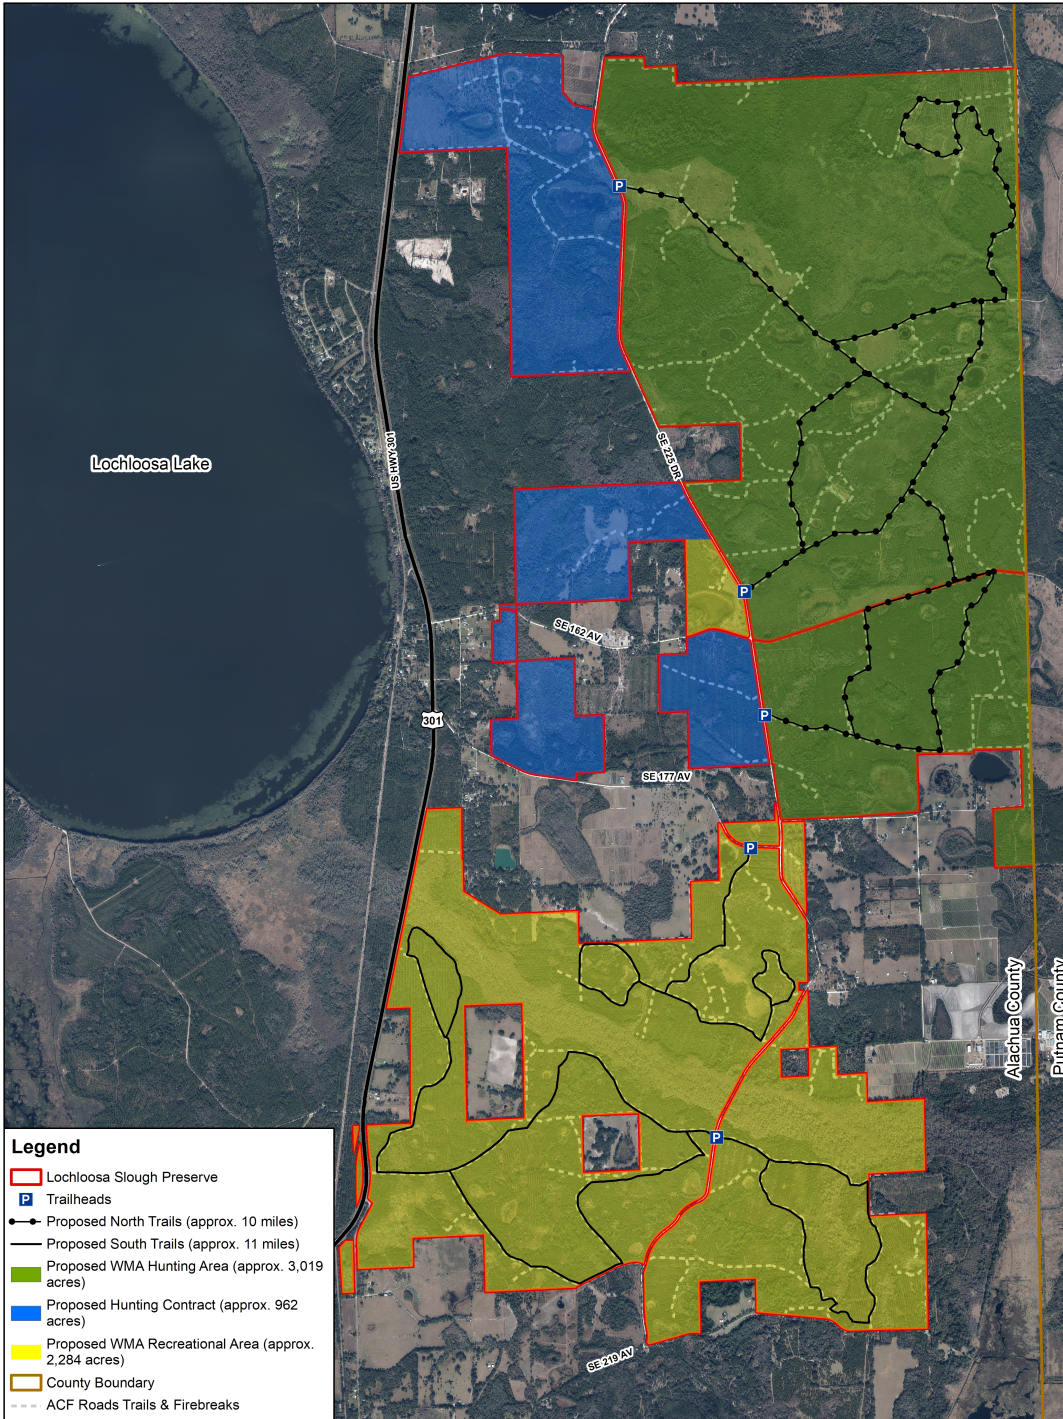 P
US HWY 301
SE 225 DR
Lochloosa Lake
P
SE 162 AV
P
301
SE 177 AV
P
Alachua County
Putnam County
P
SE 219 AV
Legend
Lochloosa Slough Preserve
P Trailheads
Proposed North Trails (approx. 10 miles)
Proposed South Trails (approx. 11 miles)
Proposed WMA Hunting Area (approx. 3,019
acres)
Proposed Hunting Contract (approx. 962
acres)
Proposed WMA Recreational Area (approx.
2,284 acres)
County Boundary
ACF Roads Trails & Firebreaks